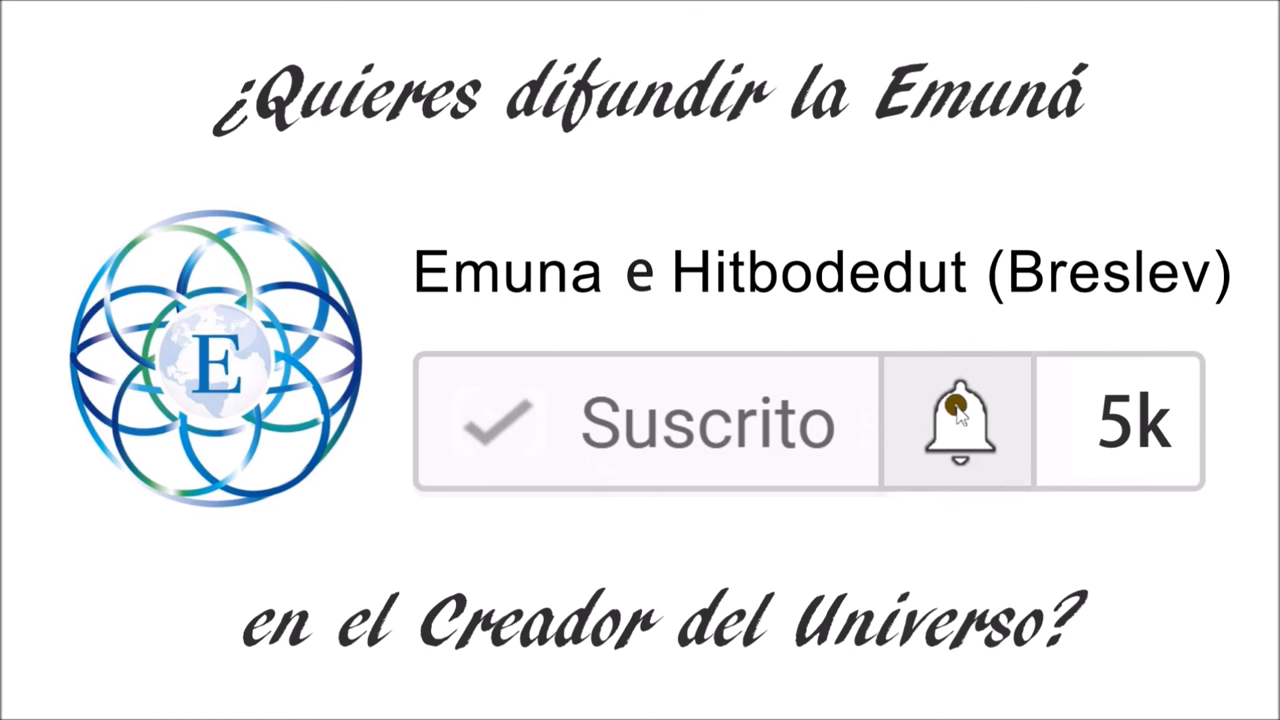 ¿Quieres difundir la Emuná
Emuna e Hitbodedut (Breslev)
E
Suscrito 5k
en el Creador del Universo?